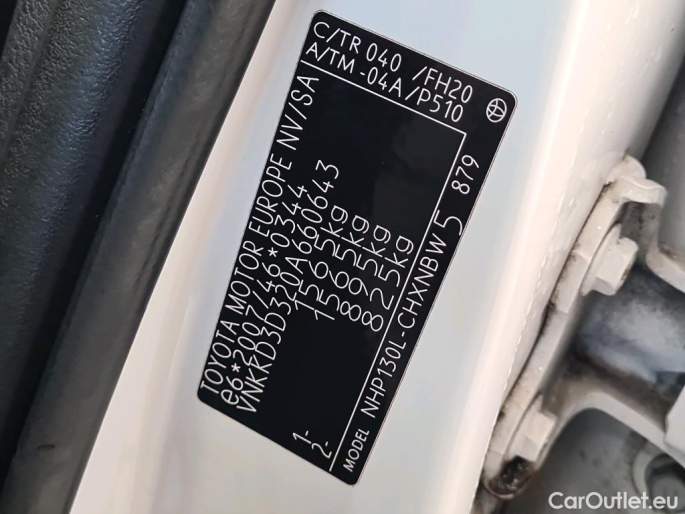 TOYOTA MOTOR EUROPE NV/SA
e6*2007/46*0344
VNKKD3D320A660643
1565kg
1- 895kg
2- 825kg
MODEL NHP130L-CHXNBW 5 879
C/TR 040 /FH20
A/TM -04A /P510
CarOutlet.eu